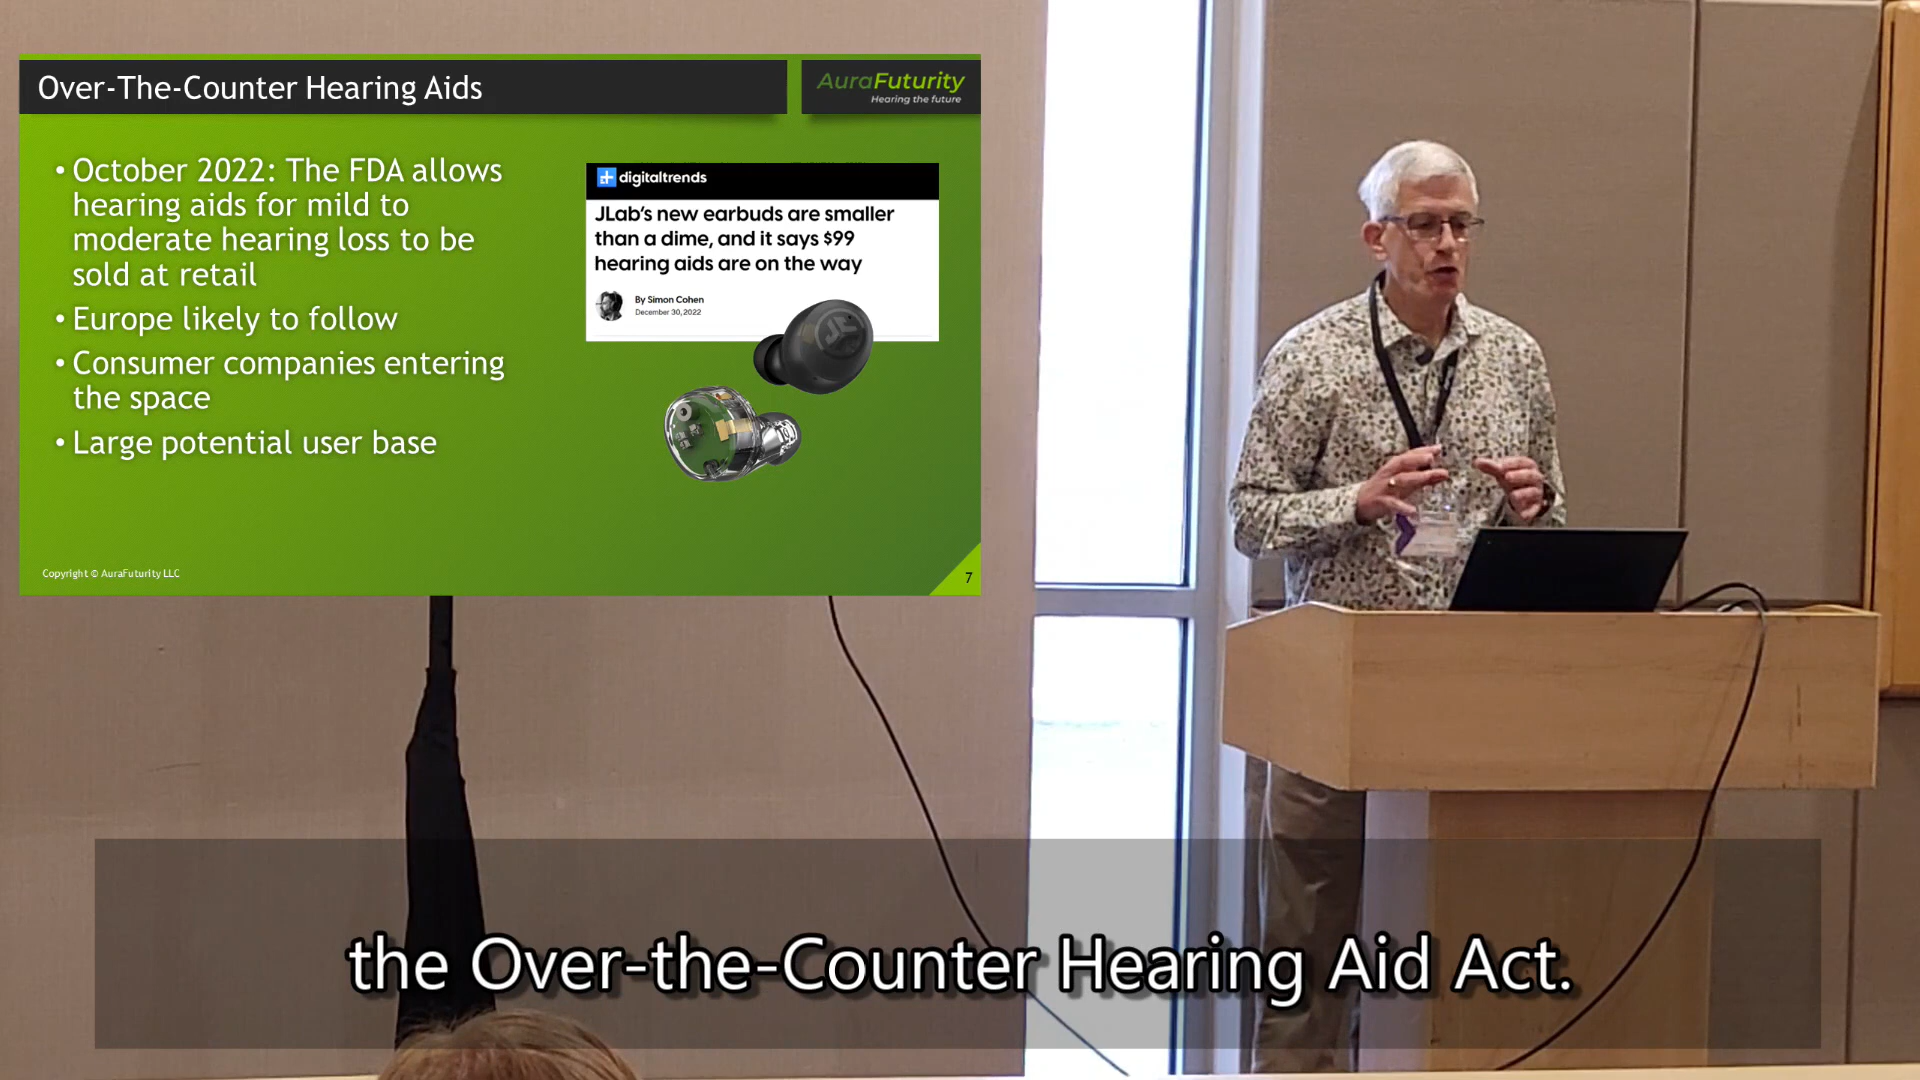 Over-The-Counter Hearing Aids
AuraFuturity
Hearing the future
• October 2022: The FDA allows
hearing aids for mild to
moderate hearing loss to be
sold at retail
• Europe likely to follow
• Consumer companies entering
the space
• Large potential user base
digitaltrends
JLab's new earbuds are smaller
than a dime, and it says $99
hearing aids are on the way
By Simon Cohen
December 30, 2022
Copyright © AuraFuturity LLC
7
the Over-the-Counter Hearing Aid Act.